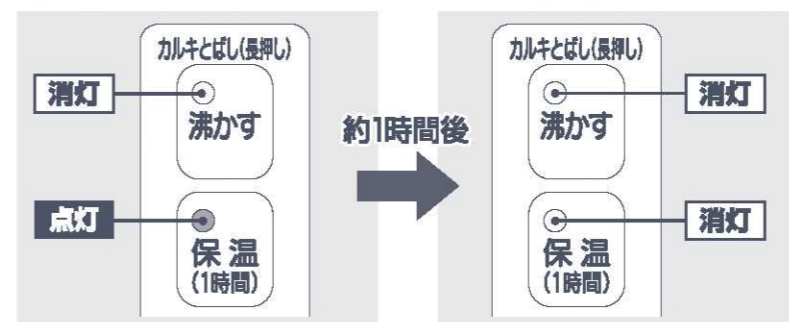 カルキとばし(長押し)
消灯
沸かす
点灯
保温
(1時間)
約1時間後
カルキとばし(長押し)
消灯
沸かす
消灯
保温
(1時間)